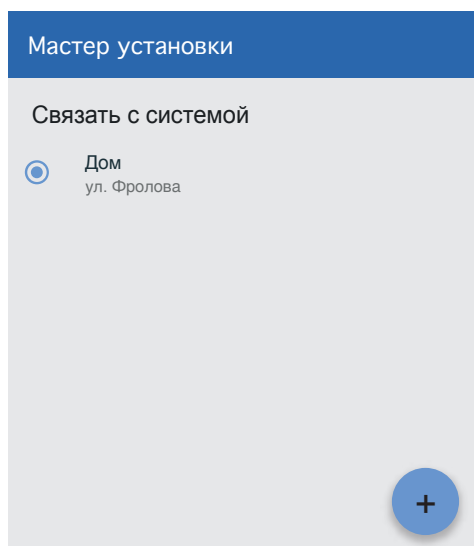 Мастер установки
Связать с системой
Дом
ул. Фролова
+